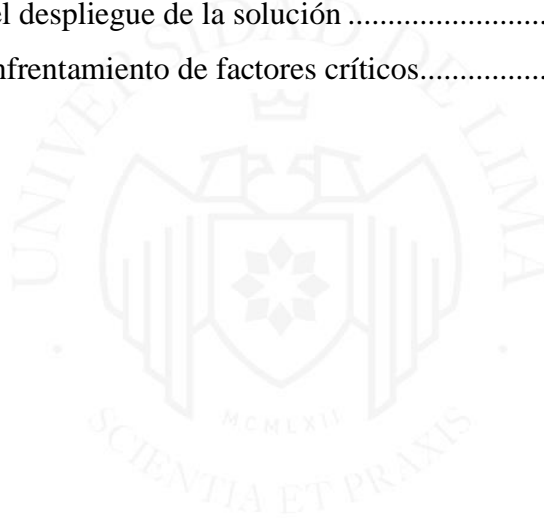 el despliegue de la solución ........................
nfrentamiento de factores críticos................
UNIVERSIDAD DE LIMA
MCMLXII
SCIENTIA ET PRAXIS